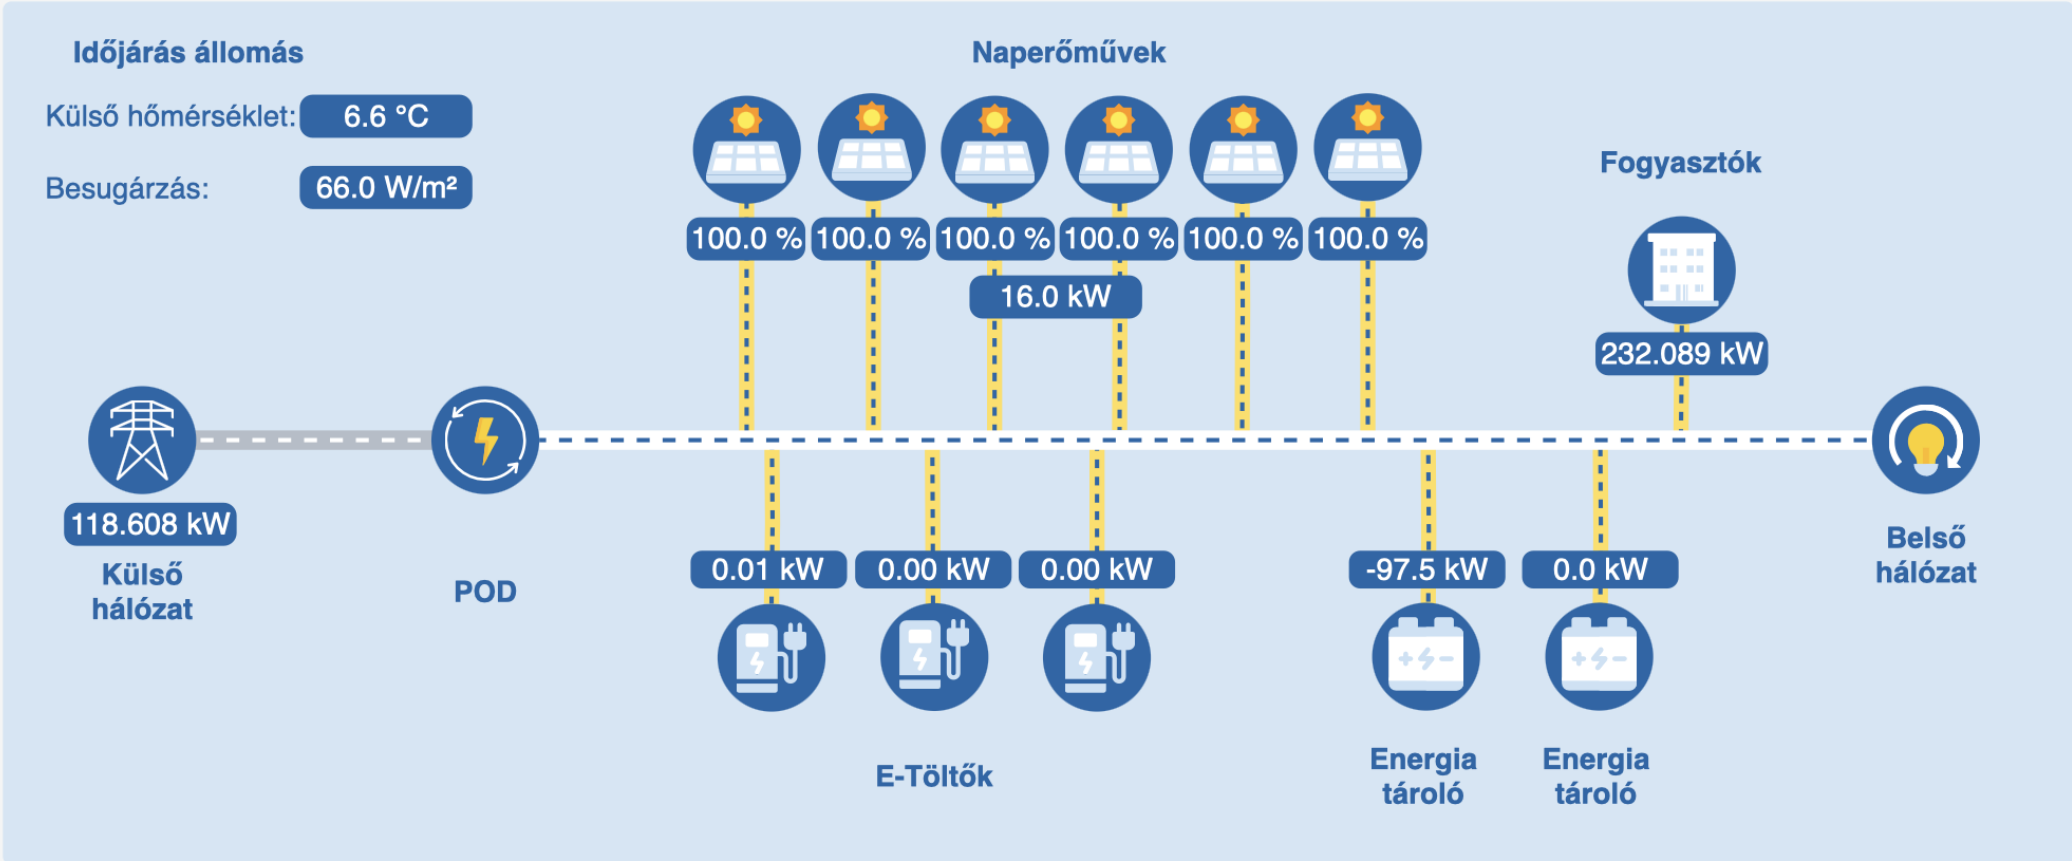 Időjárás állomás
Külső hőmérséklet: 6.6 °C
Besugárzás: 66.0 W/m²
Naperőművek
100.0 % 100.0 % 100.0 % 100.0 % 100.0 % 100.0 %
16.0 kW
Fogyasztók
232.089 kW
118.608 kW
Külső
hálózat
POD
Belső
hálózat
0.01 kW 0.00 kW 0.00 kW -97.5 kW 0.0 kW
+ -
+ -
E-Töltők
Energia
tároló
Energia
tároló